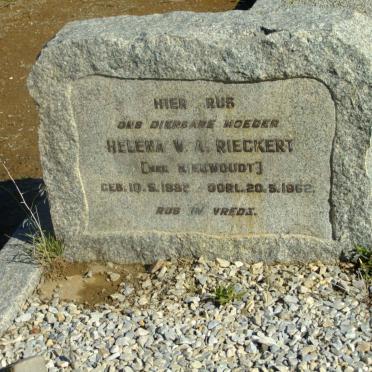 HIER RUS
ONS DIERBARE MOEDER
HELENA W. A. RIECKERT
[NEE NIEUWOUDT]
GEB. 10.5.1882 OORL. 20.5.1962.
RUS IN VREDE.